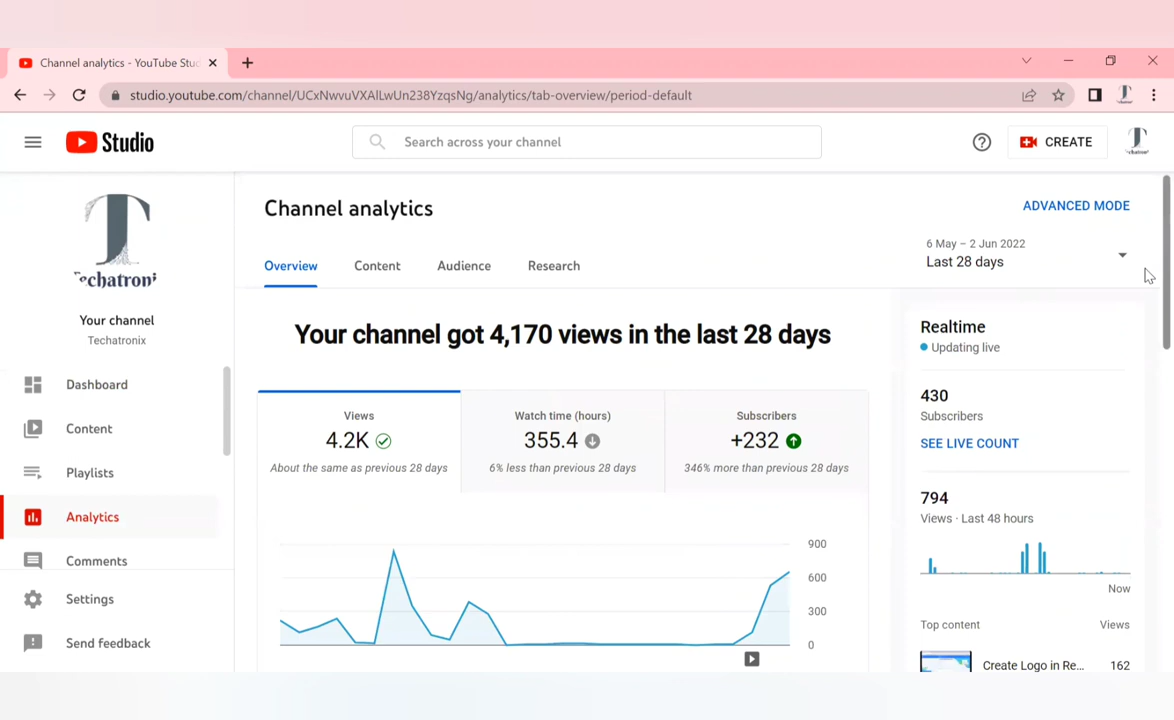 Channel analytics - YouTube Stu
studio.youtube.com/channel/UCxNwvuVXAlLwUn238YzqsNg/analytics/tab-overview/period-default
Studio
Search across your channel
CREATE
Techatronix
Your channel
Techatronix
Dashboard
Content
Playlists
Analytics
Comments
Settings
Send feedback
Channel analytics
ADVANCED MODE
Overview
Content
Audience
Research
6 May – 2 Jun 2022
Last 28 days
Your channel got 4,170 views in the last 28 days
Views
4.2K
About the same as previous 28 days
Watch time (hours)
355.4
6% less than previous 28 days
Subscribers
+232
346% more than previous 28 days
900
600
300
0
Realtime
Updating live
430
Subscribers
SEE LIVE COUNT
794
Views · Last 48 hours
Now
Top content
Views
Create Logo in Re...
162